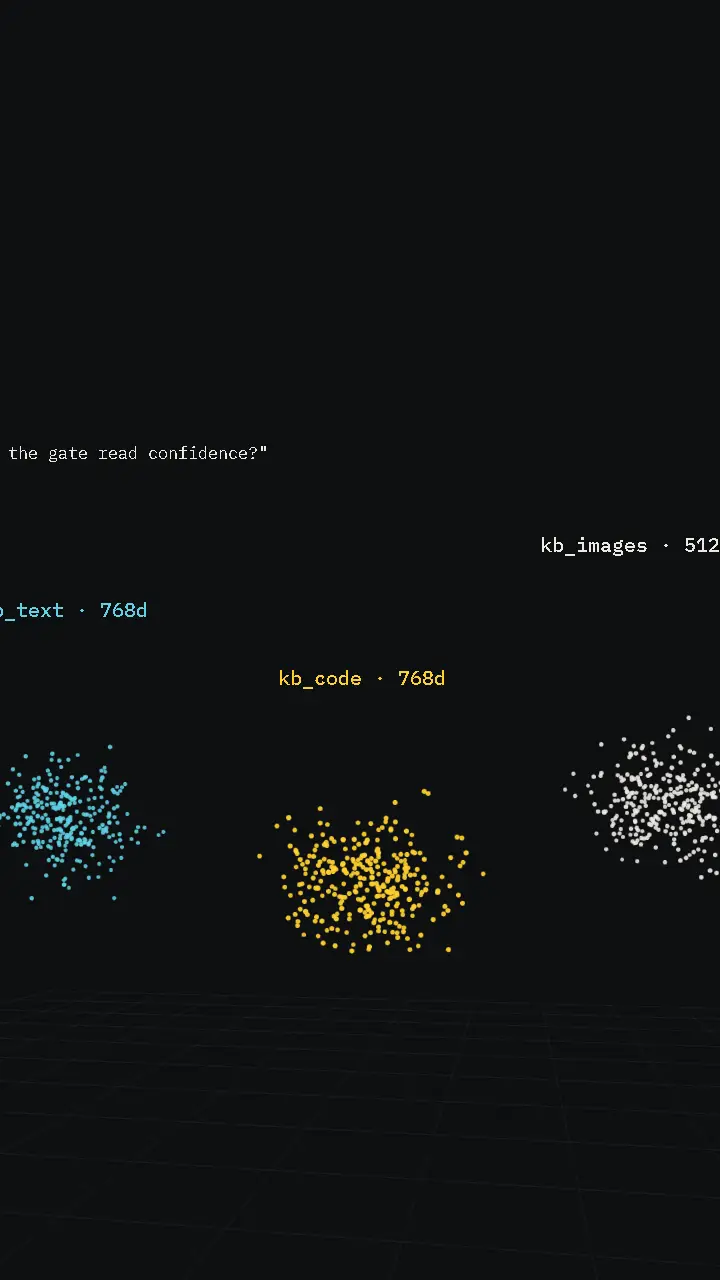 the gate read confidence?"
kb_images · 512
_text · 768d
kb_code · 768d